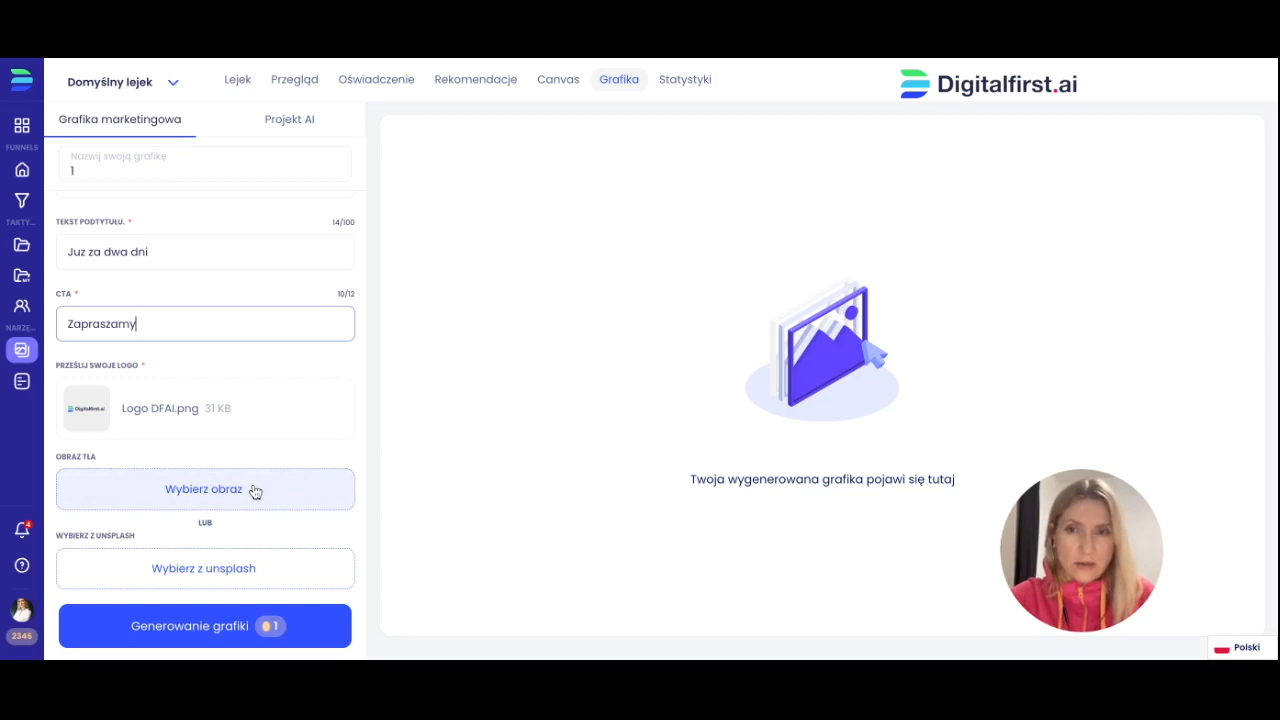 Domyślny lejek
Lejek
Przegląd
Oświadczenie
Rekomendacje
Canvas
Grafika
Statystyki
Digitalfirst.ai
FUNNELS
TAKTY...
NARZĘ...
4
2346
Grafika marketingowa
Projekt AI
Nazwij swoją grafikę
1
TEKST PODTYTUŁU. *
14/100
Juz za dwa dni
CTA *
10/12
Zapraszamy
PRZEŚLIJ SWOJE LOGO *
Digitalfirst.ai
Logo DFAI.png 31 KB
OBRAZ TŁA
Wybierz obraz
LUB
WYBIERZ Z UNSPLASH
Wybierz z unsplash
Generowanie grafiki 1
Twoja wygenerowana grafika pojawi się tutaj
Polski